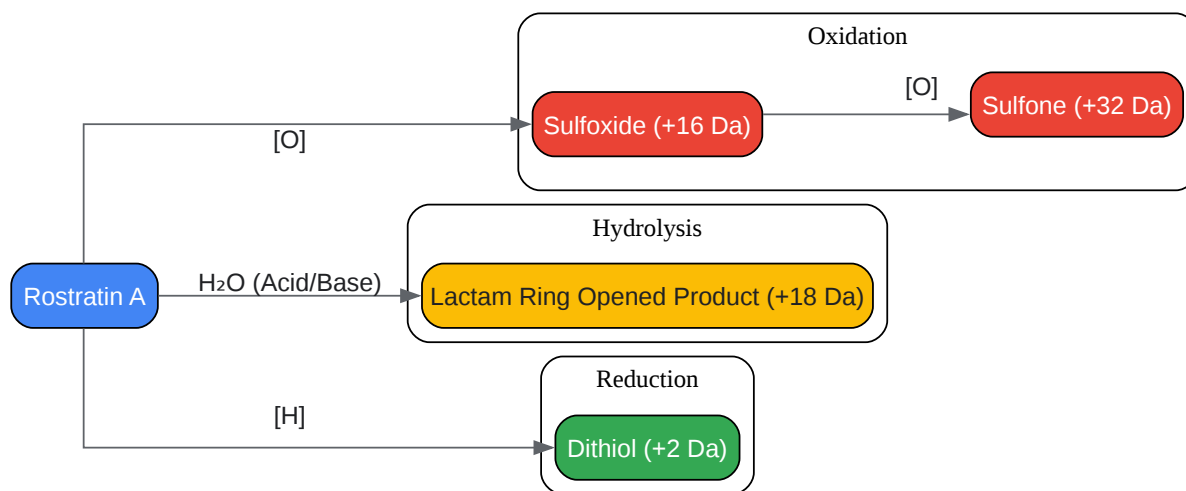 Oxidation
[O]
Sulfoxide (+16 Da)
Sulfone (+32 Da)
[O]
Hydrolysis
H₂O (Acid/Base)
Rostratin A
Lactam Ring Opened Product (+18 Da)
Reduction
[H]
Dithiol (+2 Da)